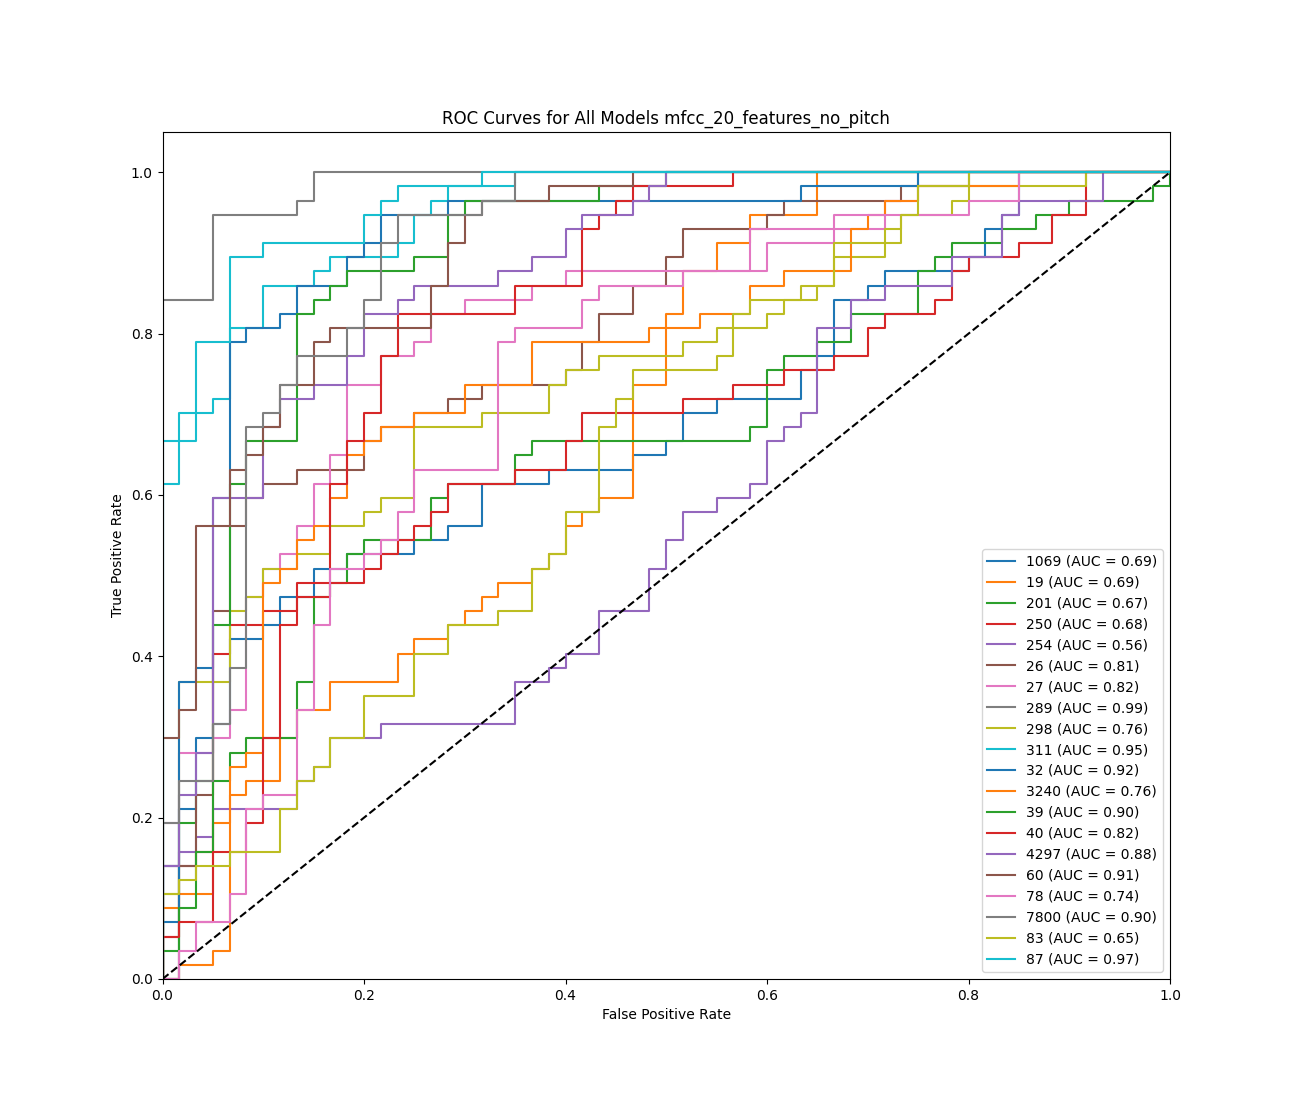 ROC Curves for All Models mfcc_20_features_no_pitch
1.0
0.8
0.6
0.4
0.2
0.0
True Positive Rate
0.0 0.2 0.4 0.6 0.8 1.0
False Positive Rate
1069 (AUC = 0.69)
19 (AUC = 0.69)
201 (AUC = 0.67)
250 (AUC = 0.68)
254 (AUC = 0.56)
26 (AUC = 0.81)
27 (AUC = 0.82)
289 (AUC = 0.99)
298 (AUC = 0.76)
311 (AUC = 0.95)
32 (AUC = 0.92)
3240 (AUC = 0.76)
39 (AUC = 0.90)
40 (AUC = 0.82)
4297 (AUC = 0.88)
60 (AUC = 0.91)
78 (AUC = 0.74)
7800 (AUC = 0.90)
83 (AUC = 0.65)
87 (AUC = 0.97)